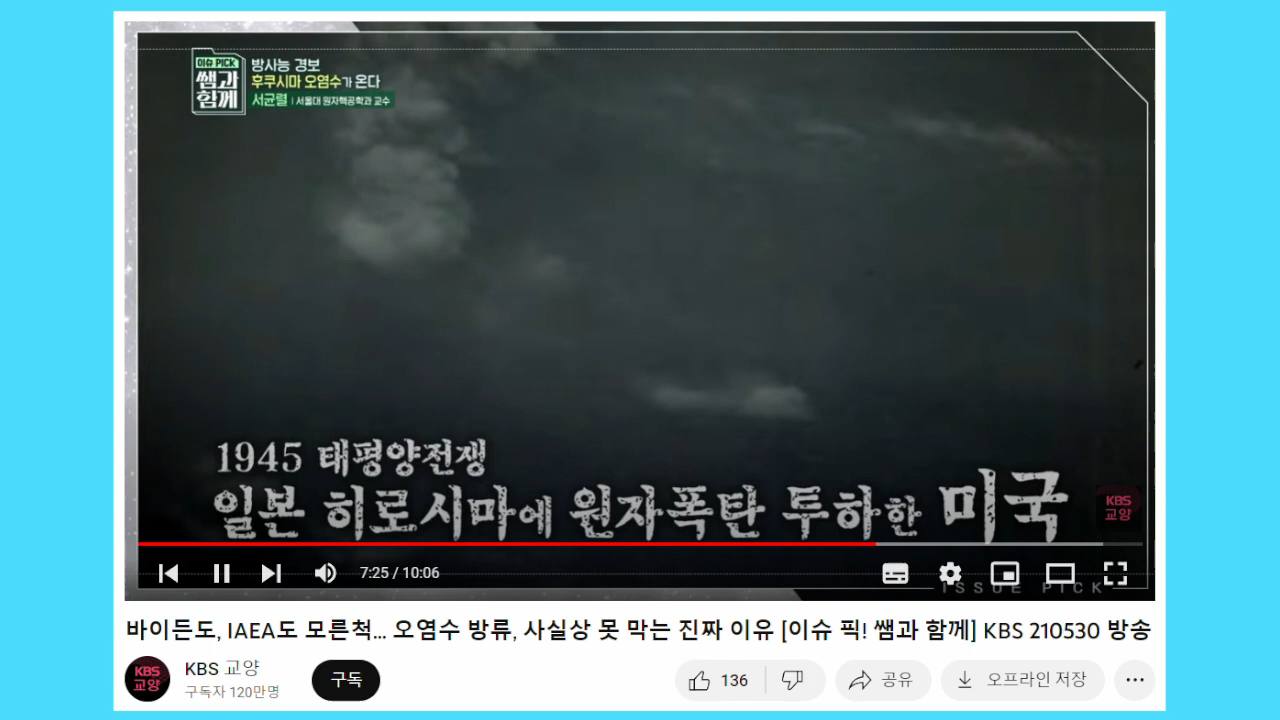 이슈 PICK
쌤과
함께
방사능 경보
후쿠시마 오염수가 온다
서균렬 | 서울대 원자핵공학과 교수
1945 태평양전쟁
일본 히로시마에 원자폭탄 투하한 미국
KBS
교양
7:25 / 10:06
ISSUE PICK
바이든도, IAEA도 모른척... 오염수 방류, 사실상 못 막는 진짜 이유 [이슈 픽! 쌤과 함께] KBS 210530 방송
KBS
교양
KBS 교양
구독자 120만명
구독
136
공유
오프라인 저장